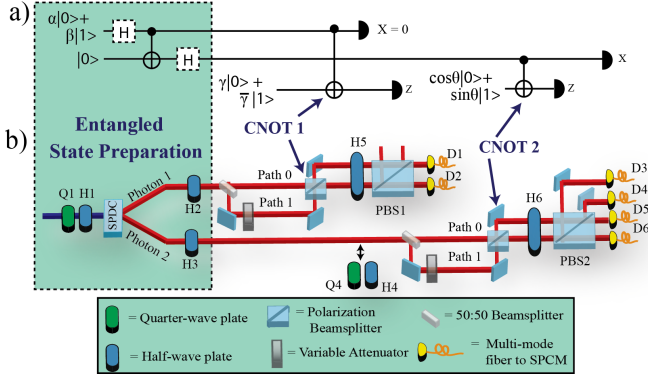 a)
α|0⟩+
β|1⟩
H
X = 0
|0⟩
H
X
γ|0⟩ +
γ̅ |1⟩
Z
cosθ|0⟩+
sinθ|1⟩
Z
Entangled
State Preparation
CNOT 1
CNOT 2
b)
Q1 H1
SPDC
Photon 1
Photon 2
H2
H3
Path 0
Path 1
H5
PBS1
D1
D2
Q4
H4
Path 0
Path 1
H6
PBS2
D3
D4
D5
D6
= Quarter-wave plate
= Polarization
Beamsplitter
= 50:50 Beamsplitter
= Half-wave plate
= Variable Attenuator
= Multi-mode
fiber to SPCM